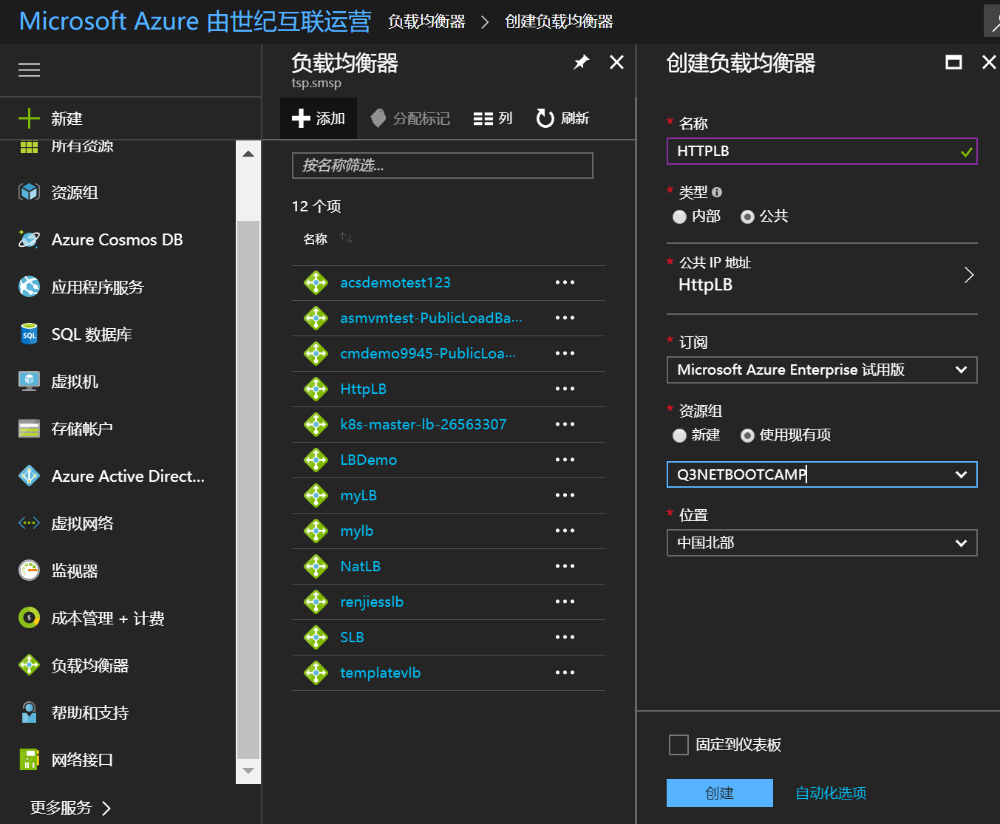 Microsoft Azure 由世纪互联运营
负载均衡器 > 创建负载均衡器
新建
所有资源
资源组
Azure Cosmos DB
应用程序服务
SQL 数据库
虚拟机
存储帐户
Azure Active Direct...
虚拟网络
监视器
成本管理 + 计费
负载均衡器
帮助和支持
网络接口
更多服务 >
负载均衡器
tsp.smsp
添加 分配标记 列 刷新
按名称筛选...
12 个项
名称
acsdemotest123
asmvmtest-PublicLoadBa...
cmdemo9945-PublicLoa...
HttpLB
k8s-master-lb-26563307
LBDemo
myLB
mylb
NatLB
renjiesslb
SLB
templatevlb
创建负载均衡器
* 名称
HTTPLB
* 类型
内部 公共
* 公共 IP 地址
HttpLB
* 订阅
Microsoft Azure Enterprise 试用版
* 资源组
新建 使用现有项
Q3NETBOOTCAMP
* 位置
中国北部
固定到仪表板
创建 自动化选项